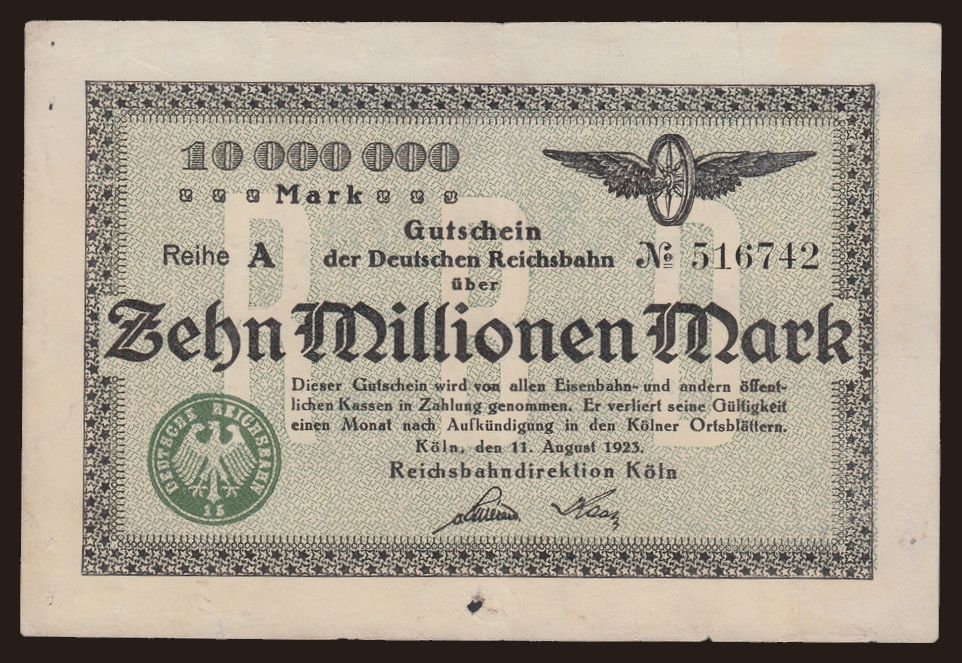 10 000 000
Mark
Gutschein
Reihe A der Deutschen Reichsbahn № 516742
über
Zehn Millionen Mark
Dieser Gutschein wird von allen Eisenbahn- und andern öffent-
lichen Kassen in Zahlung genommen. Er verliert seine Gültigkeit
einen Monat nach Aufkündigung in den Kölner Ortsblättern.
Köln, den 11. August 1923.
Reichsbahndirektion Köln
DEUTSCHE REICHSBAHN
15
RRD